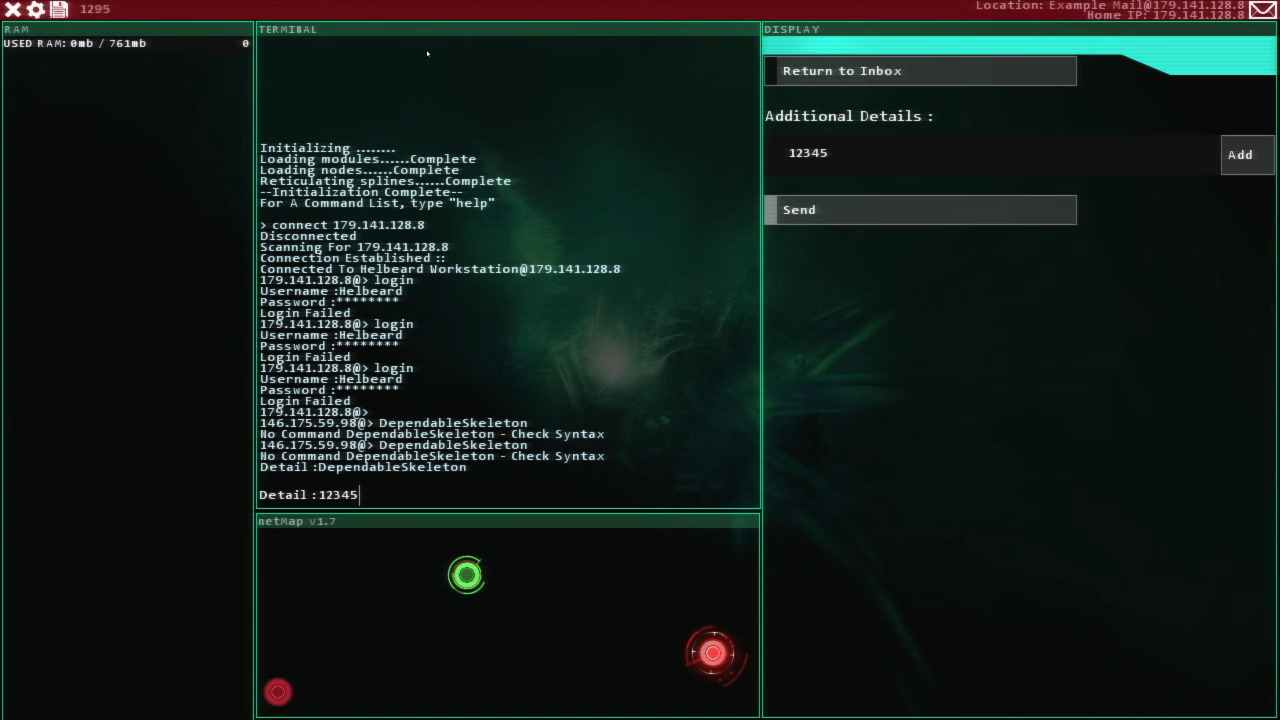 1295
Location: Example Mail@179.141.128.8
Home IP: 179.141.128.8
RAM
USED RAM: 0mb / 761mb 0
TERMINAL
Initializing ........
Loading modules......Complete
Loading nodes......Complete
Reticulating splines......Complete
--Initialization Complete--
For A Command List, type "help"
> connect 179.141.128.8
Disconnected
Scanning For 179.141.128.8
Connection Established ::
Connected To Helbeard Workstation@179.141.128.8
179.141.128.8@> login
Username :Helbeard
Password :********
Login Failed
179.141.128.8@> login
Username :Helbeard
Password :********
Login Failed
179.141.128.8@> login
Username :Helbeard
Password :********
Login Failed
179.141.128.8@>
146.175.59.98@> DependableSkeleton
No Command DependableSkeleton - Check Syntax
146.175.59.98@> DependableSkeleton
No Command DependableSkeleton - Check Syntax
Detail :DependableSkeleton
Detail :12345
netMap v1.7
DISPLAY
Return to Inbox
Additional Details :
12345
Add
Send